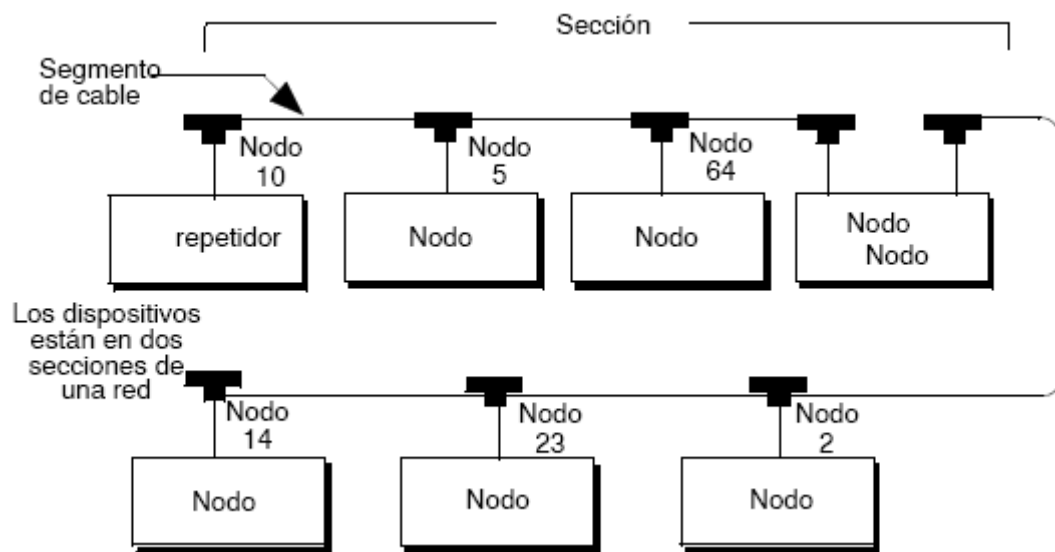 Sección
Segmento
de cable
Nodo
10
Nodo
5
Nodo
64
repetidor
Nodo
Nodo
Nodo
Nodo
Los dispositivos
están en dos
secciones de
una red
Nodo
14
Nodo
23
Nodo
2
Nodo
Nodo
Nodo